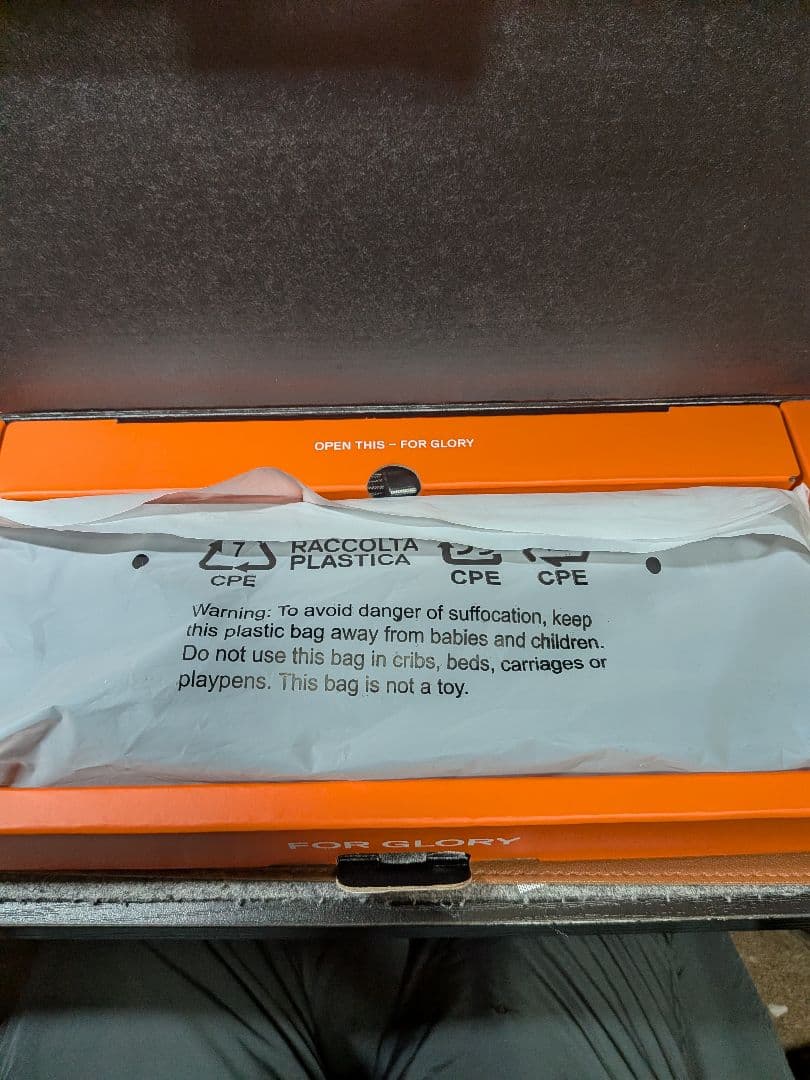 OPEN THIS – FOR GLORY
7
RACCOLTA
PLASTICA
CPE
CPE
CPE
Warning: To avoid danger of suffocation, keep
this plastic bag away from babies and children.
Do not use this bag in cribs, beds, carriages or
playpens. This bag is not a toy.
FOR GLORY